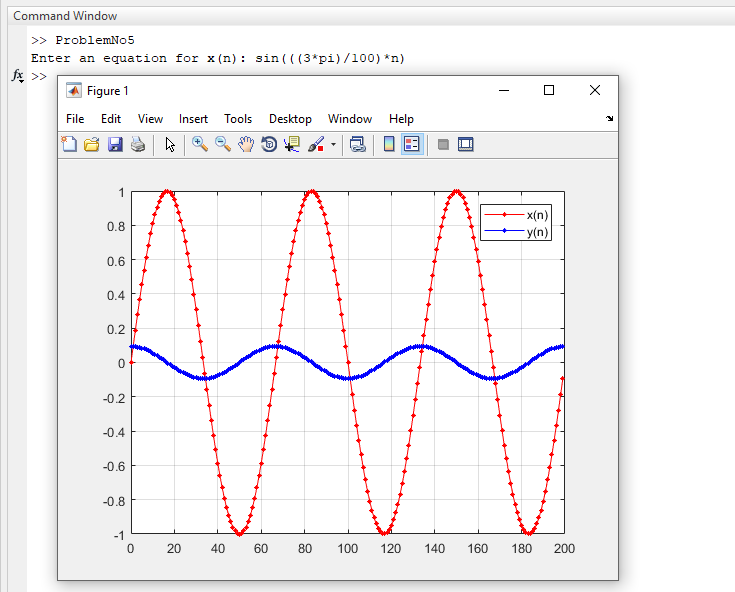 Command Window
>> ProblemNo5
Enter an equation for x(n): sin(((3*pi)/100)*n)
fx >>
Figure 1
File Edit View Insert Tools Desktop Window Help
1
0.8
0.6
0.4
0.2
0
-0.2
-0.4
-0.6
-0.8
-1
x(n)
y(n)
0 20 40 60 80 100 120 140 160 180 200